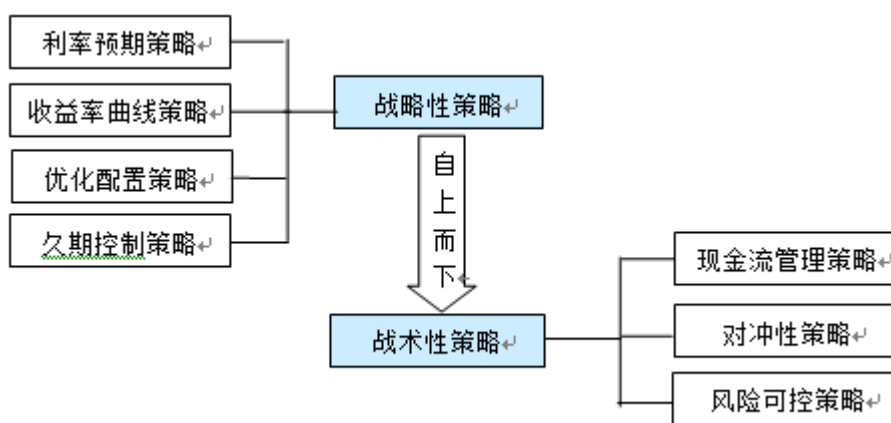 利率预期策略
收益率曲线策略
优化配置策略
久期控制策略
战略性策略
自上而下
战术性策略
现金流管理策略
对冲性策略
风险可控策略